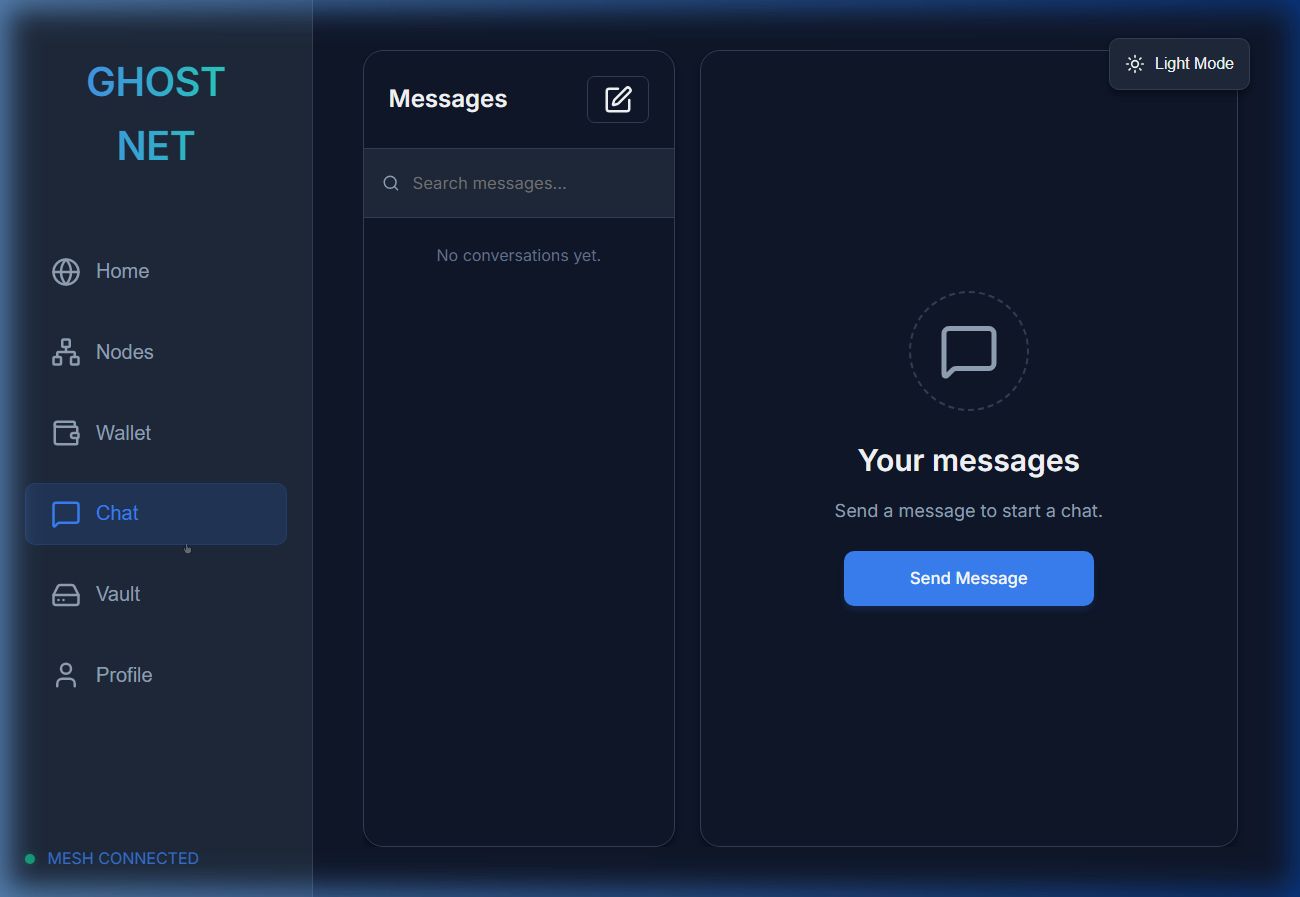 GHOST
NET
Home
Nodes
Wallet
Chat
Vault
Profile
MESH CONNECTED
Messages
Search messages...
No conversations yet.
Light Mode
Your messages
Send a message to start a chat.
Send Message